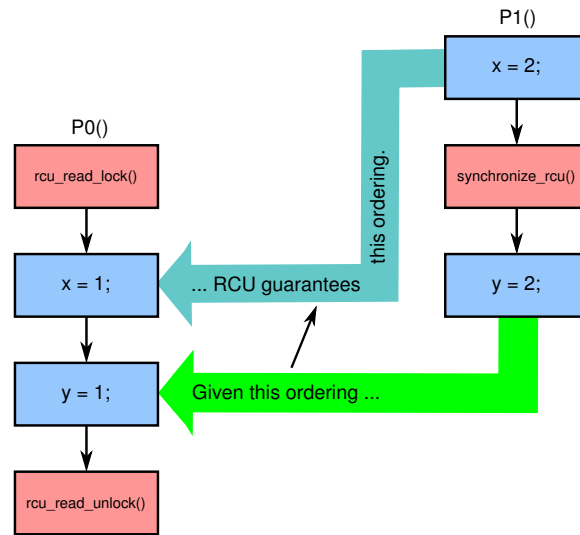 P1()
x = 2;
P0()
rcu_read_lock()
synchronize_rcu()
this ordering.
x = 1;
... RCU guarantees
y = 2;
y = 1;
Given this ordering ...
rcu_read_unlock()